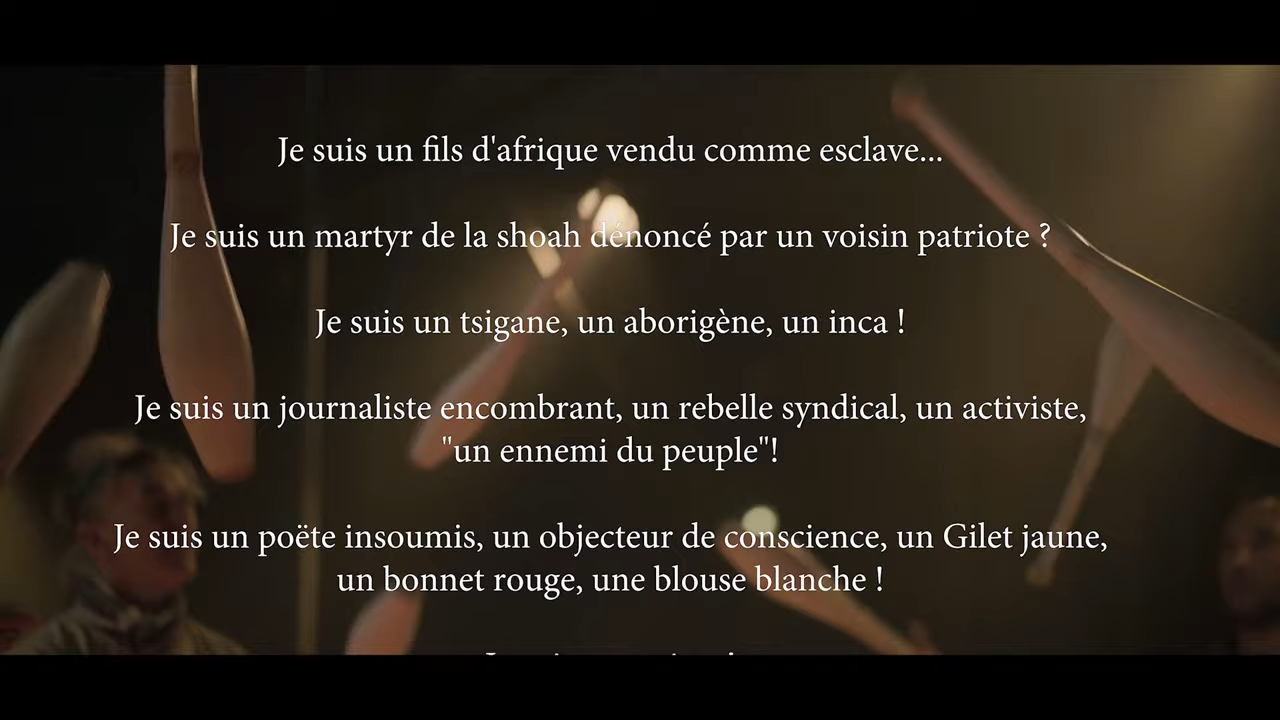 Je suis un fils d'afrique vendu comme esclave...
Je suis un martyr de la shoah dénoncé par un voisin patriote ?
Je suis un tsigane, un aborigène, un inca !
Je suis un journaliste encombrant, un rebelle syndical, un activiste,
"un ennemi du peuple"!
Je suis un poëte insoumis, un objecteur de conscience, un Gilet jaune,
un bonnet rouge, une blouse blanche !